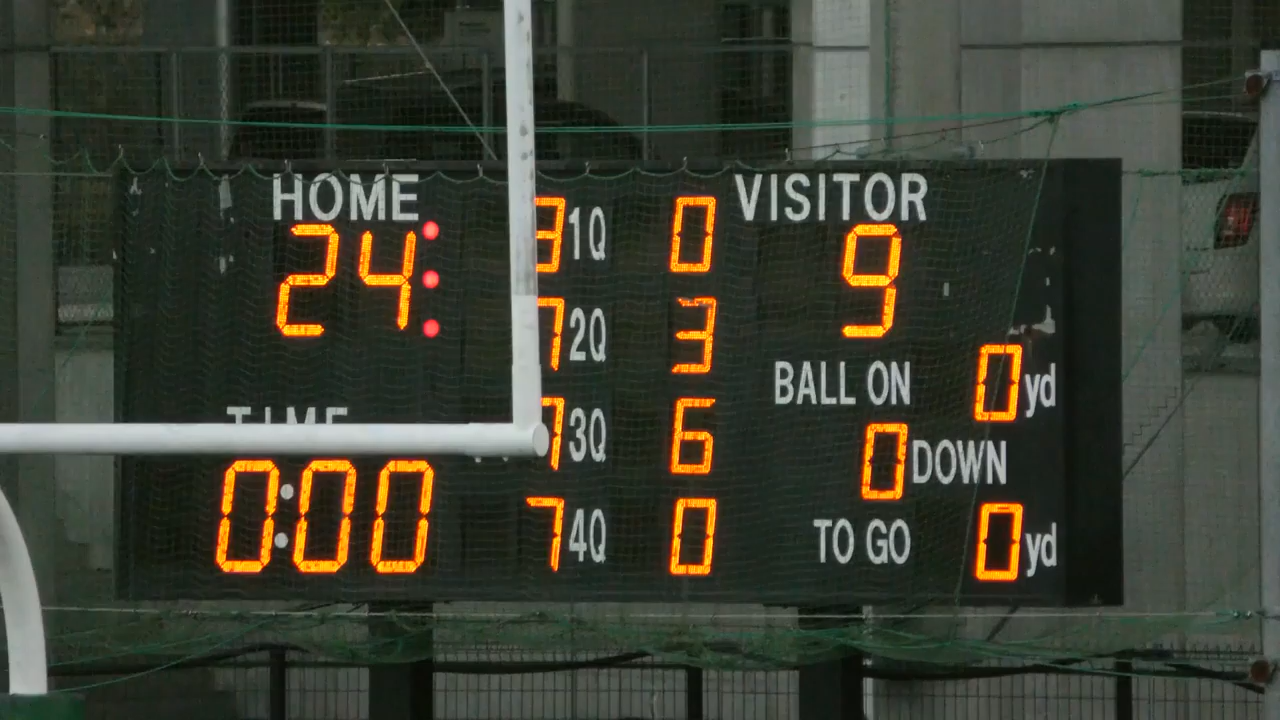 HOME VISITOR
24 9
3 1Q 0
7 2Q 3
7 3Q 6
7 4Q 0
BALL ON 0 yd
0 DOWN
TO GO 0 yd
TIME
0:00